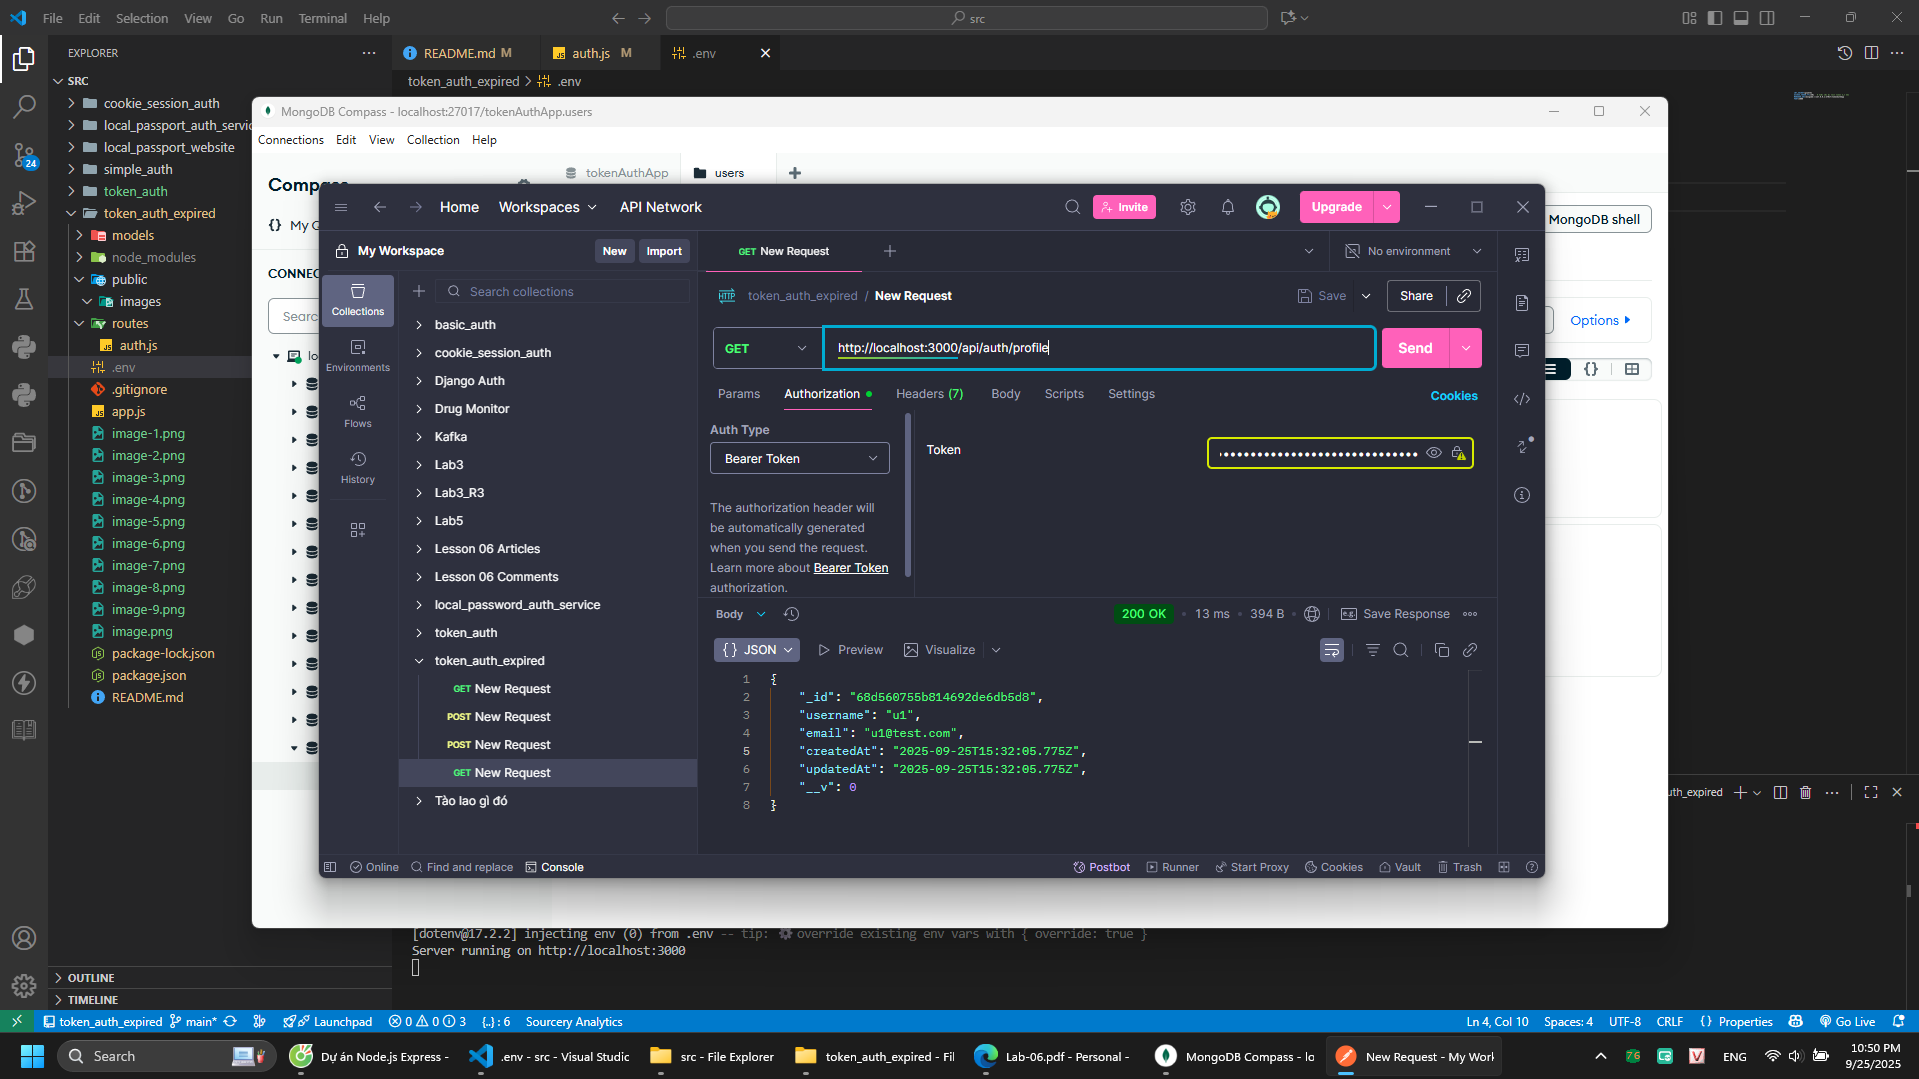 File Edit Selection View Go Run Terminal Help
src
EXPLORER
README.md M
auth.js M
.env
token_auth_expired > .env
SRC
cookie_session_auth
local_passport_auth_servic
local_passport_website
simple_auth
token_auth
token_auth_expired
models
node_modules
public
images
routes
auth.js
.env
.gitignore
app.js
image-1.png
image-2.png
image-3.png
image-4.png
image-5.png
image-6.png
image-7.png
image-8.png
image-9.png
image.png
package-lock.json
package.json
README.md
OUTLINE
TIMELINE
24
MongoDB Compass - localhost:27017/tokenAuthApp.users
Connections Edit View Collection Help
Compass
tokenAuthApp
users
{} My Q
CONNEC
Searc
lo
MongoDB shell
Options
Home Workspaces API Network
Invite
Upgrade
My Workspace
New
Import
GET New Request
No environment
Collections
Environments
Flows
History
Search collections
basic_auth
cookie_session_auth
Django Auth
Drug Monitor
Kafka
Lab3
Lab3_R3
Lab5
Lesson 06 Articles
Lesson 06 Comments
local_password_auth_service
token_auth
token_auth_expired
GET New Request
POST New Request
POST New Request
GET New Request
Tào lao gì đó
HTTP token_auth_expired / New Request
Save
Share
GET
http://localhost:3000/api/auth/profile
Send
Params Authorization Headers (7) Body Scripts Settings
Cookies
Auth Type
Bearer Token
The authorization header will
be automatically generated
when you send the request.
Learn more about Bearer Token
authorization.
Token
Body
200 OK • 13 ms • 394 B
Save Response
{} JSON
Preview
Visualize
1 {
2 "_id": "68d560755b814692de6db5d8",
3 "username": "u1",
4 "email": "u1@test.com",
5 "createdAt": "2025-09-25T15:32:05.775Z",
6 "updatedAt": "2025-09-25T15:32:05.775Z",
7 "__v": 0
8 }
Online Find and replace Console
Postbot Runner Start Proxy Cookies Vault Trash
uth_expired
[dotenv@17.2.2] injecting env (0) from .env -- tip: ⚙ override existing env vars with { override: true }
Server running on http://localhost:3000
token_auth_expired main* Launchpad 0 0 3 {..}: 6 Sourcery Analytics
Ln 4, Col 10 Spaces: 4 UTF-8 CRLF {} Properties Go Live
Search
Dự án Node.js Express -
.env - src - Visual Studio
src - File Explorer
token_auth_expired - Fil
Lab-06.pdf - Personal -
MongoDB Compass - lo
New Request - My Work
76
V
ENG
10:50 PM
9/25/2025